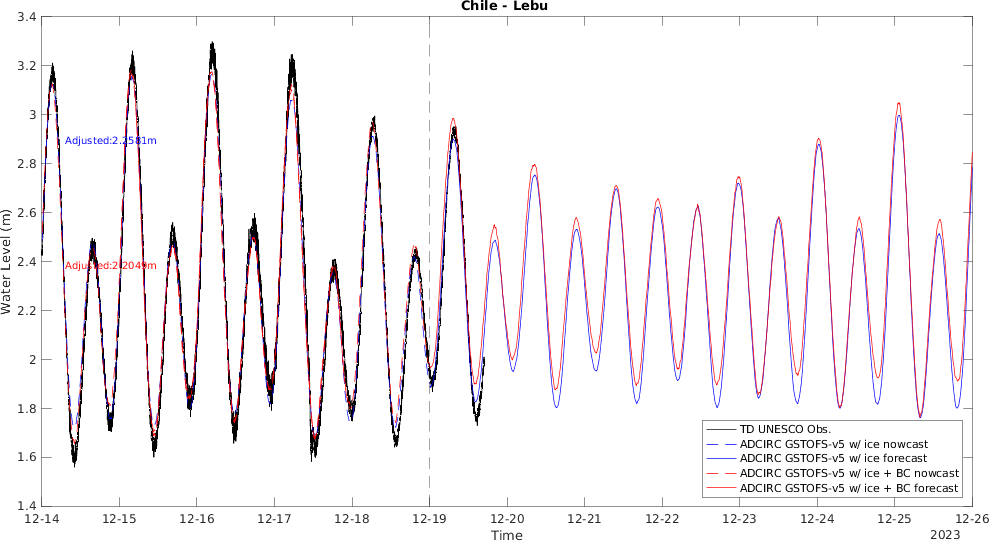 Chile - Lebu
3.4
3.2
3
2.8
2.6
2.4
2.2
2
1.8
1.6
1.4
Water Level (m)
Adjusted:2.2581m
Adjusted:2.2049m
TD UNESCO Obs.
ADCIRC GSTOFS-v5 w/ ice nowcast
ADCIRC GSTOFS-v5 w/ ice forecast
ADCIRC GSTOFS-v5 w/ ice + BC nowcast
ADCIRC GSTOFS-v5 w/ ice + BC forecast
12-14 12-15 12-16 12-17 12-18 12-19 12-20 12-21 12-22 12-23 12-24 12-25 12-26
Time
2023